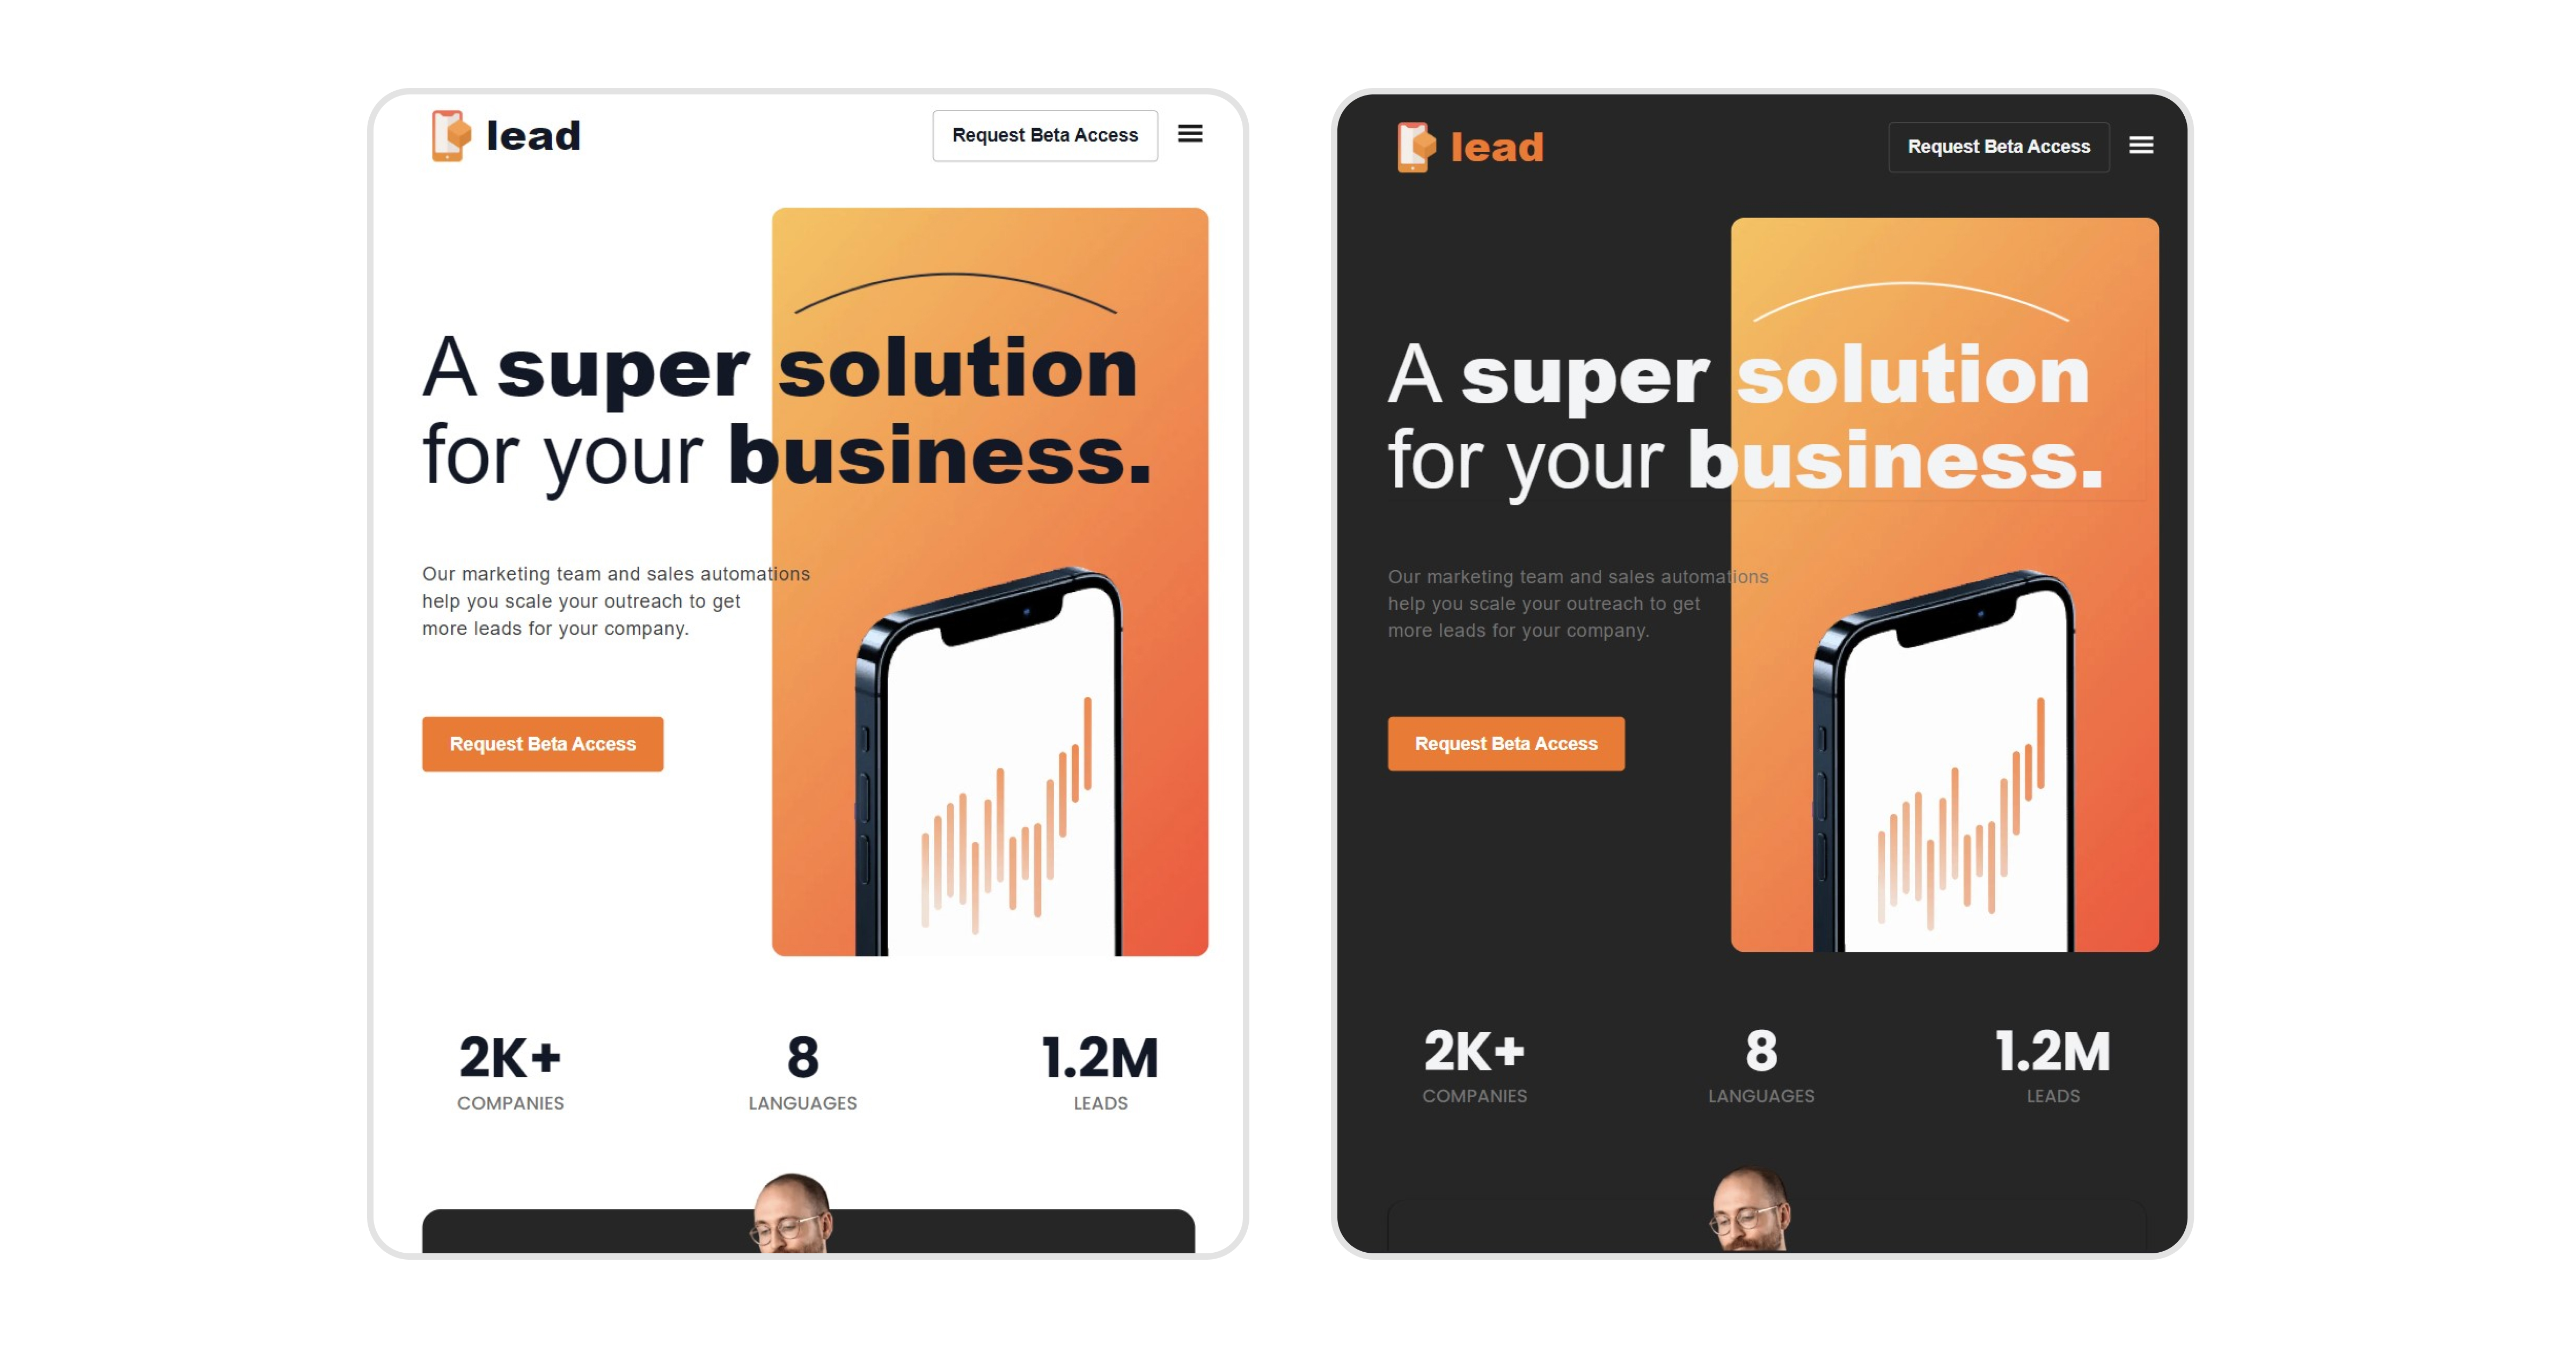 lead
Request Beta Access
A super solution
for your business.
Our marketing team and sales automations
help you scale your outreach to get
more leads for your company.
Request Beta Access
2K+
COMPANIES
8
LANGUAGES
1.2M
LEADS
lead
Request Beta Access
A super solution
for your business.
Our marketing team and sales automations
help you scale your outreach to get
more leads for your company.
Request Beta Access
2K+
COMPANIES
8
LANGUAGES
1.2M
LEADS